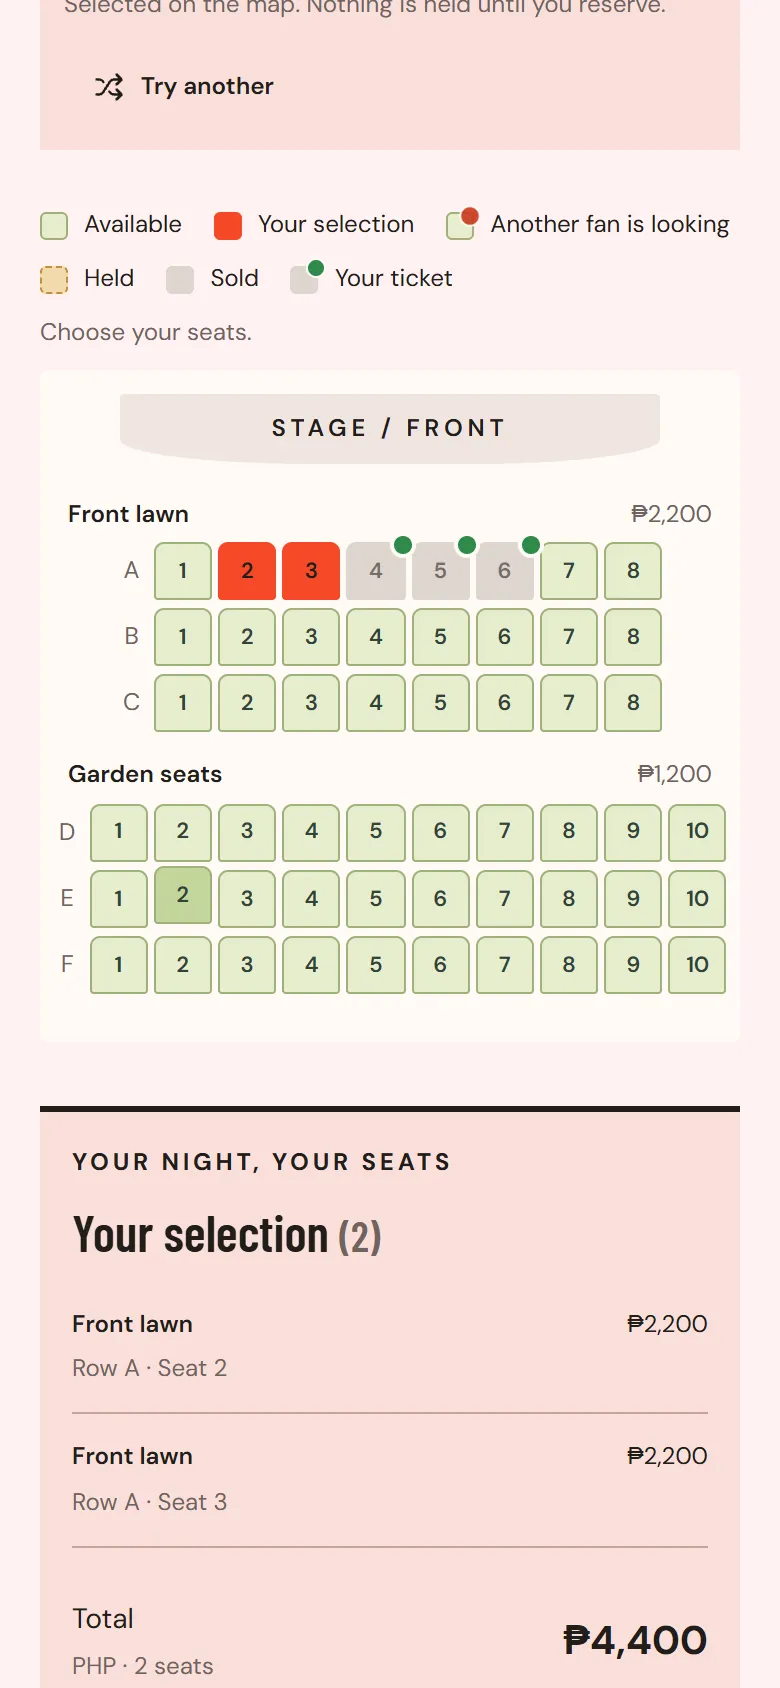 Selected on the map. Nothing is held until you reserve.
Try another
Available Your selection Another fan is looking
Held Sold Your ticket
Choose your seats.
STAGE / FRONT
Front lawn ₱2,200
A 1 2 3 4 5 6 7 8
B 1 2 3 4 5 6 7 8
C 1 2 3 4 5 6 7 8
Garden seats ₱1,200
D 1 2 3 4 5 6 7 8 9 10
E 1 2 3 4 5 6 7 8 9 10
F 1 2 3 4 5 6 7 8 9 10
YOUR NIGHT, YOUR SEATS
Your selection (2)
Front lawn ₱2,200
Row A · Seat 2
Front lawn ₱2,200
Row A · Seat 3
Total ₱4,400
PHP · 2 seats